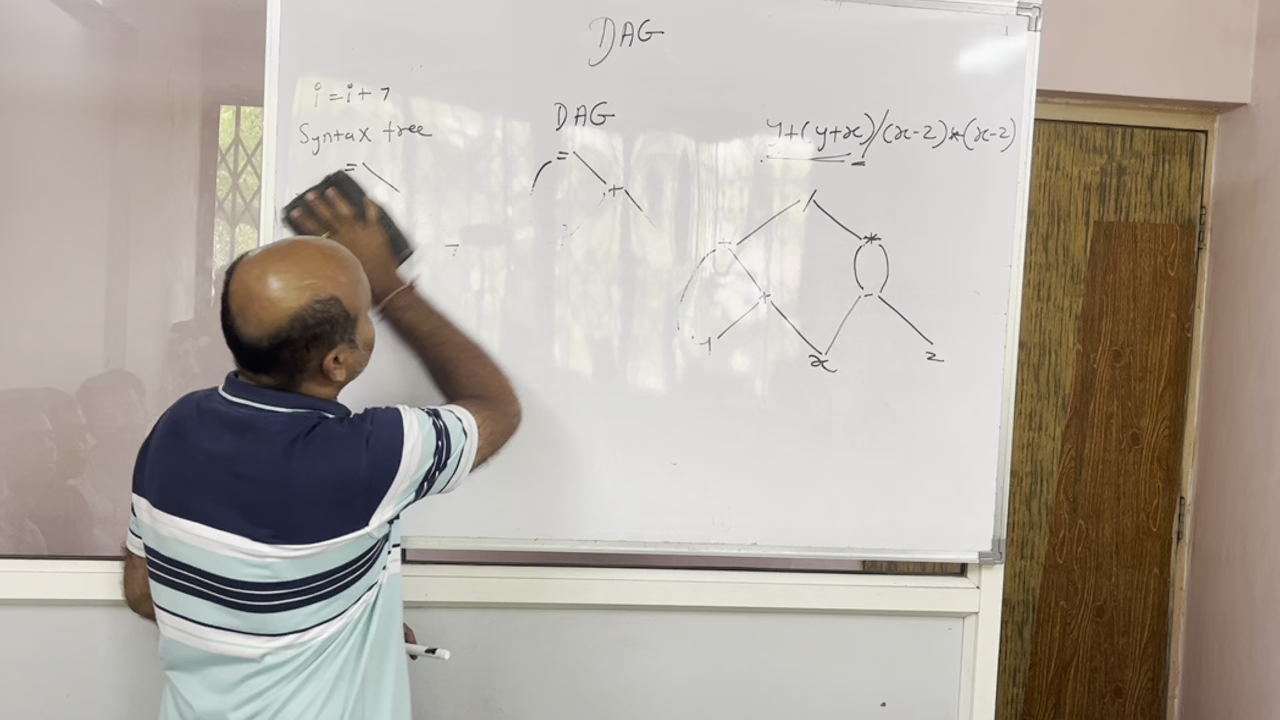 DAG
i = i + 7
Syntax tree
=
DAG
=
+
y+(y+x)/(x-2)*(x-2)
/
+ *
+ -
x 2